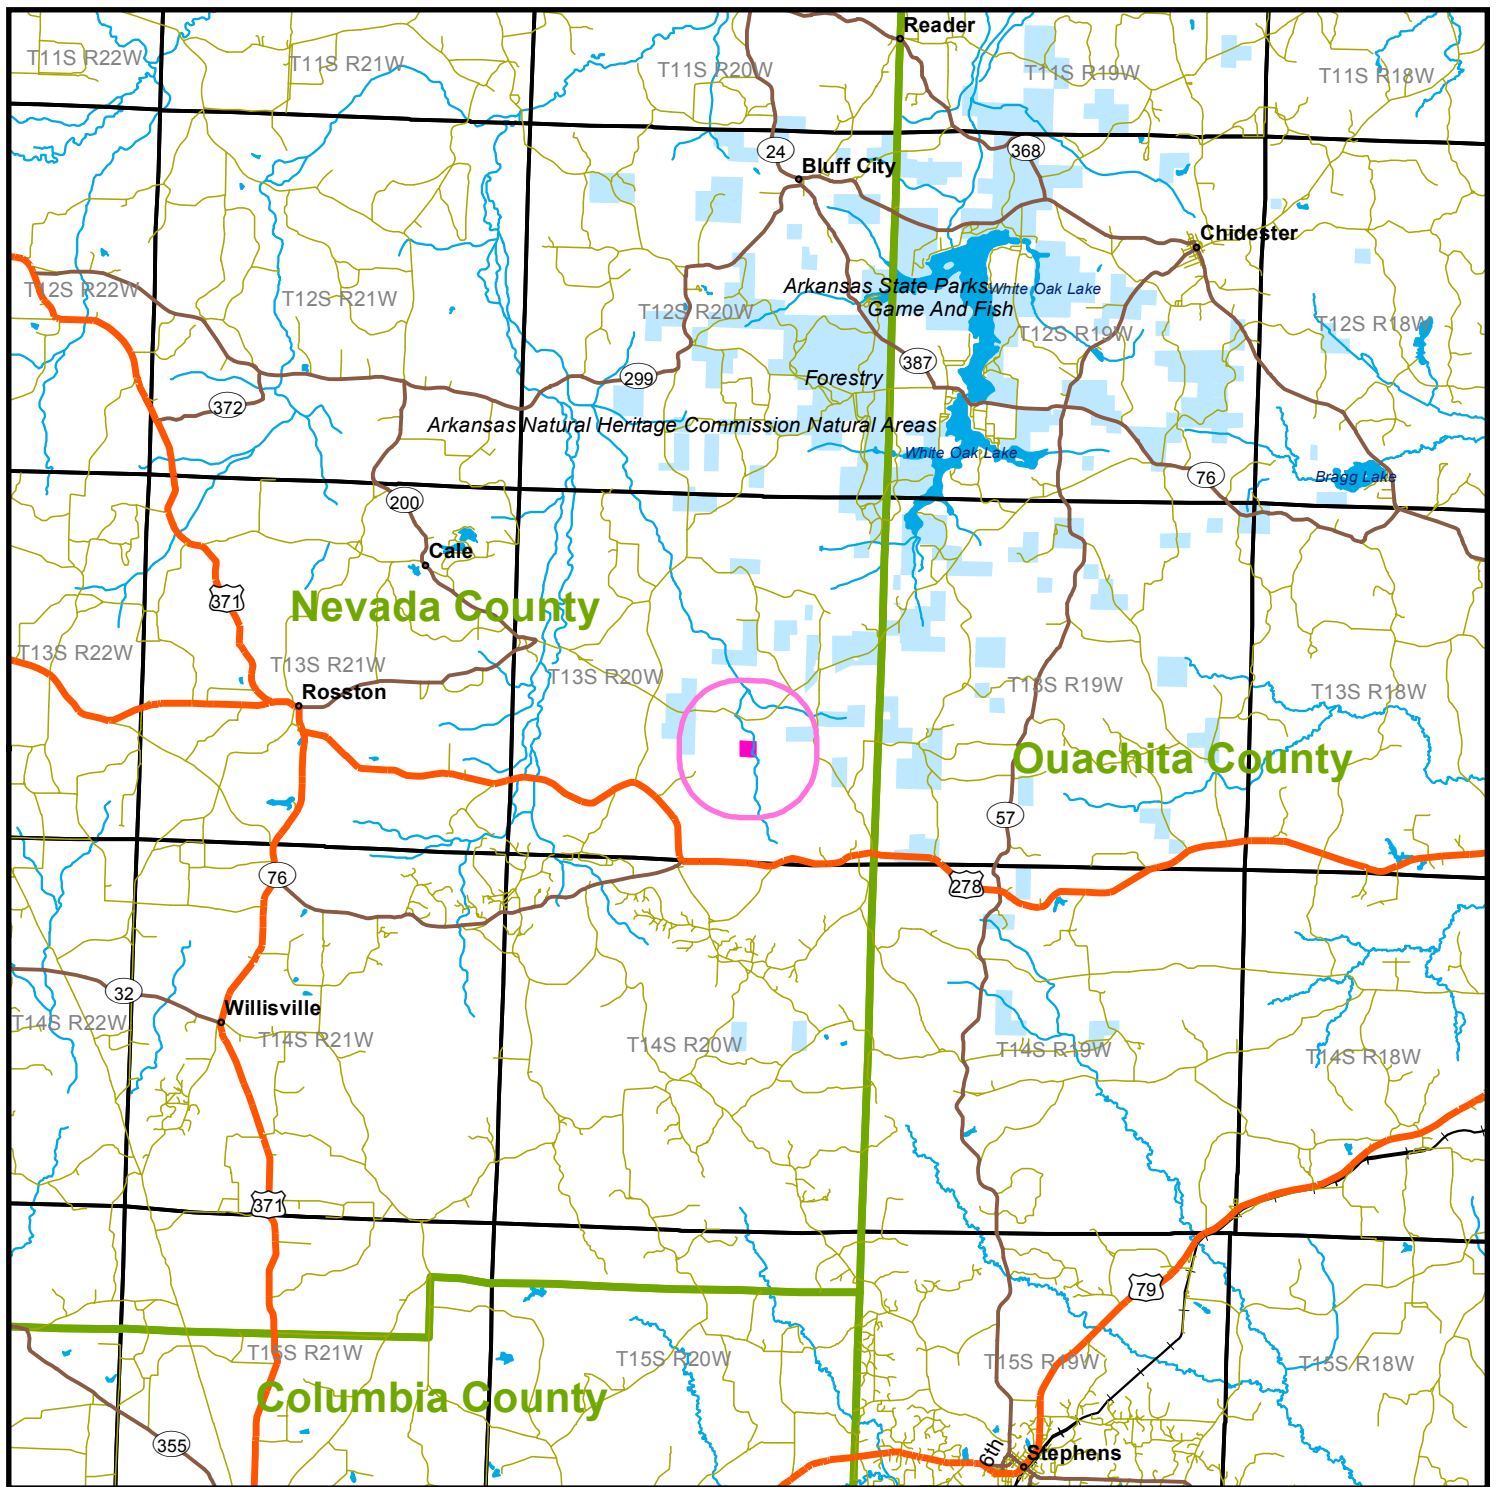 Reader
T11S R22W
T11S R21W
T11S R20W
T11S R19W
T11S R18W
24
368
Bluff City
Chidester
T12S R22W
T12S R21W
T12S R20W
Arkansas State Parks
White Oak Lake
Game And Fish
T12S R19W
T12S R18W
387
299
Forestry
372
Arkansas Natural Heritage Commission Natural Areas
White Oak Lake
76
Bragg Lake
200
Cale
371
Nevada County
T13S R22W
T13S R21W
T13S R20W
T13S R19W
T13S R18W
Rosston
Ouachita County
57
76
278
32
Willisville
T14S R22W
T14S R21W
T14S R20W
T14S R19W
T14S R18W
371
79
T15S R21W
T15S R20W
T15S R19W
T15S R18W
Columbia County
355
6th
Stephens